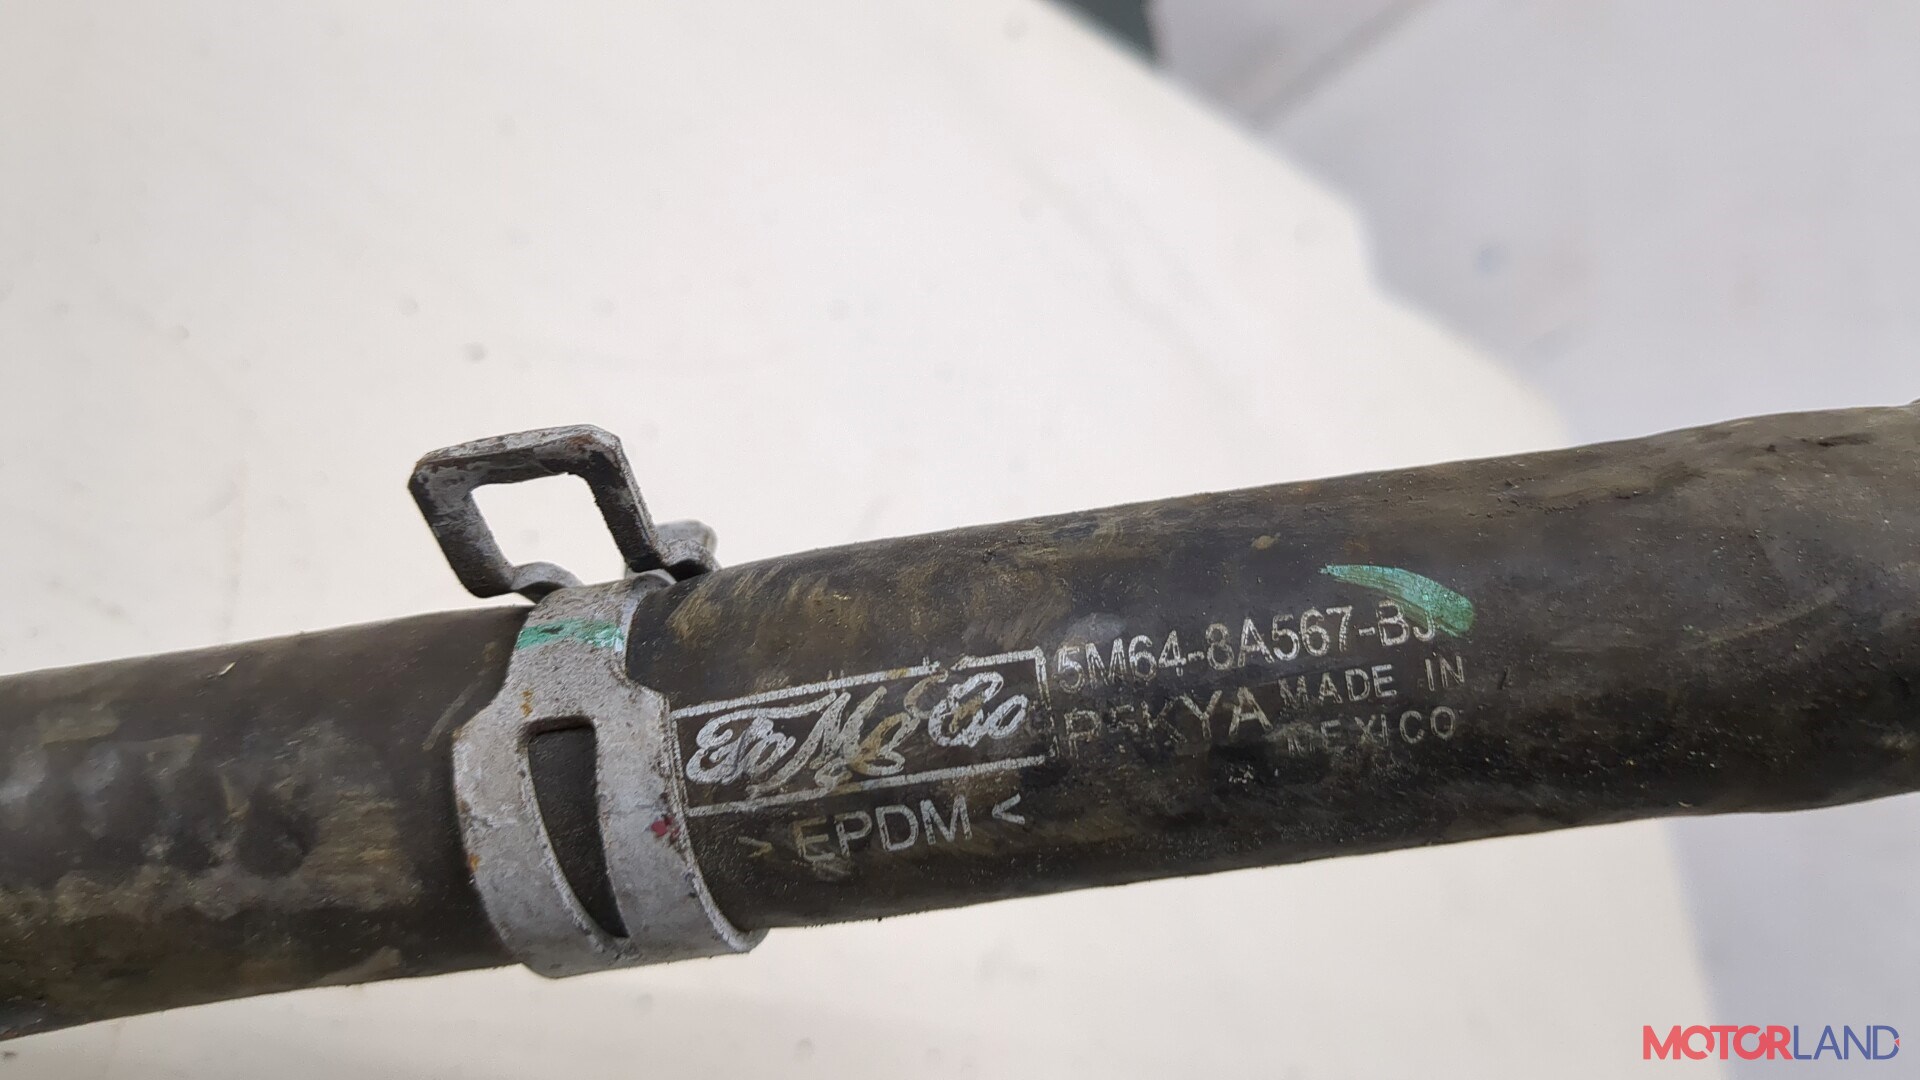 FoMoCo
5M64-8A567-BJ
P5KYA MADE IN
MEXICO
> EPDM <
MOTORLAND